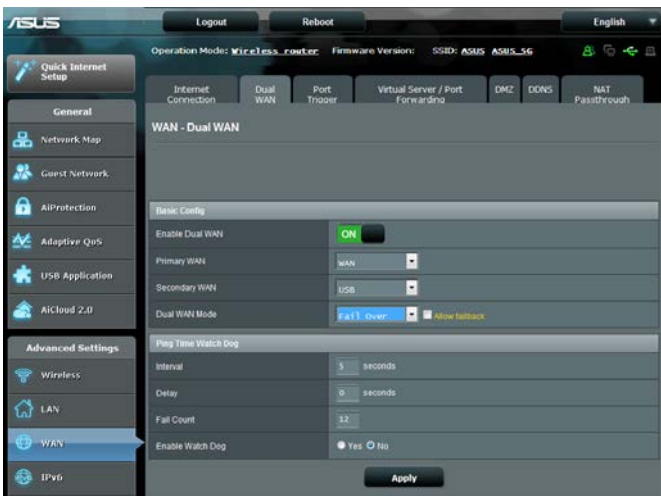 ASUS Logout Reboot English
Operation Mode: Wireless router Firmware Version: SSID: ASUS ASUS_5G
Quick Internet
Setup
Internet
Connection
Dual
WAN
Port
Trigger
Virtual Server / Port
Forwarding
DMZ
DDNS
NAT
Passthrough
General
Network Map
Guest Network
AiProtection
Adaptive QoS
USB Application
AiCloud 2.0
Advanced Settings
Wireless
LAN
WAN
IPv6
WAN - Dual WAN
Basic Config
Enable Dual WAN ON
Primary WAN WAN
Secondary WAN USB
Dual WAN Mode Fail Over Allow failback
Ping Time Watch Dog
Interval 5 seconds
Delay 0 seconds
Fail Count 12
Enable Watch Dog Yes No
Apply